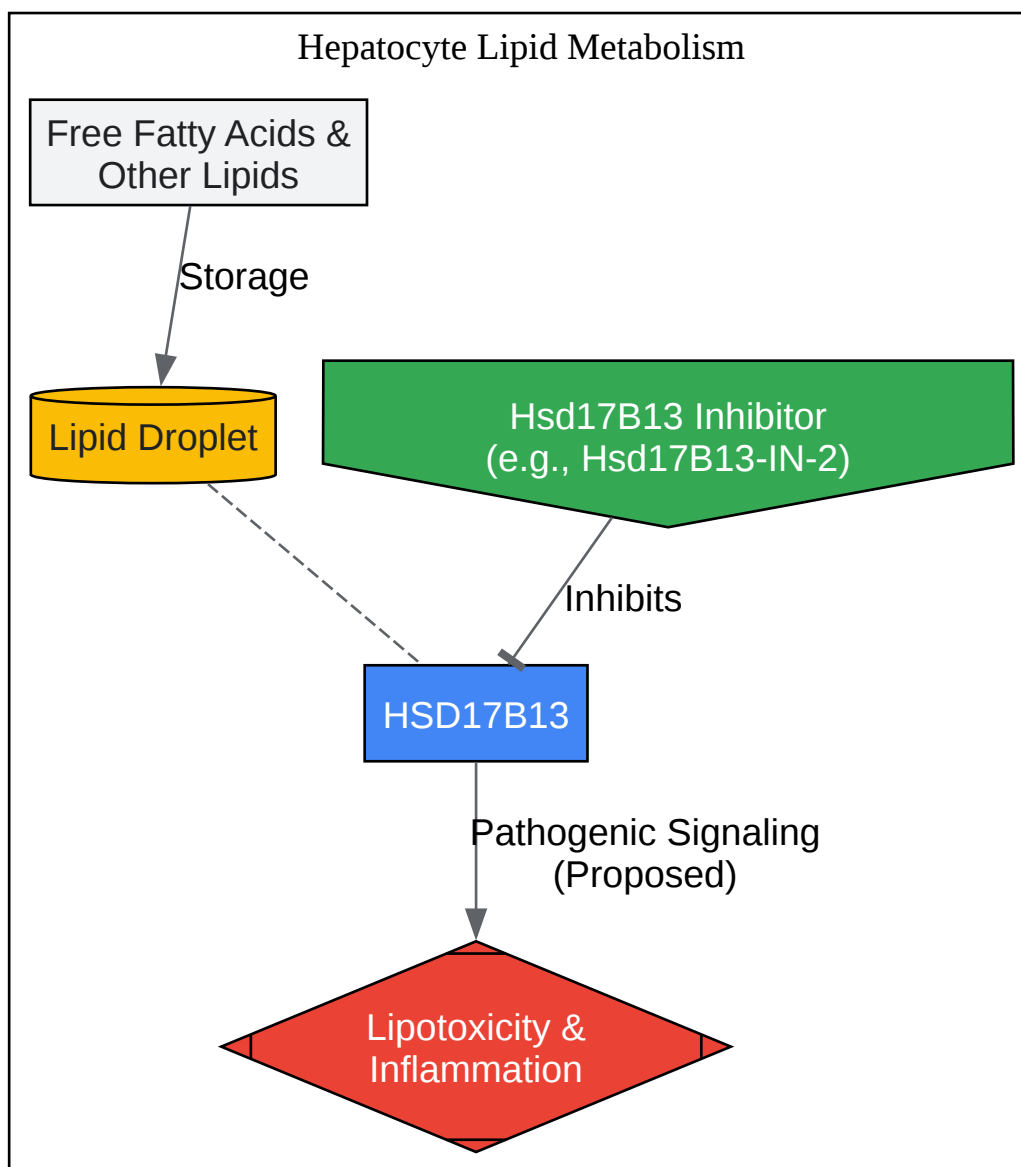 Hepatocyte Lipid Metabolism
Free Fatty Acids &
Other Lipids
Storage
Lipid Droplet
Hsd17B13 Inhibitor
(e.g., Hsd17B13-IN-2)
Inhibits
HSD17B13
Pathogenic Signaling
(Proposed)
Lipotoxicity &
Inflammation